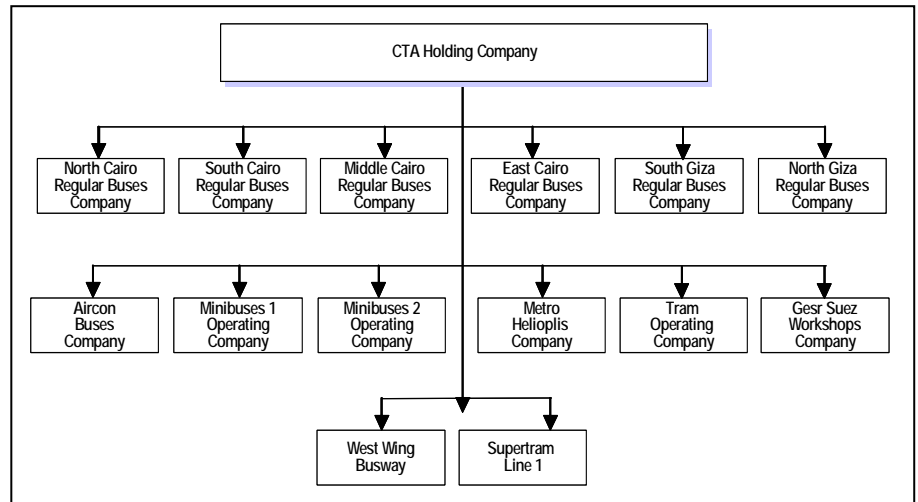 CTA Holding Company
North Cairo
Regular Buses
Company
South Cairo
Regular Buses
Company
Middle Cairo
Regular Buses
Company
East Cairo
Regular Buses
Company
South Giza
Regular Buses
Company
North Giza
Regular Buses
Company
Aircon
Buses
Company
Minibuses 1
Operating
Company
Minibuses 2
Operating
Company
Metro
Helioplis
Company
Tram
Operating
Company
Gesr Suez
Workshops
Company
West Wing
Busway
Supertram
Line 1